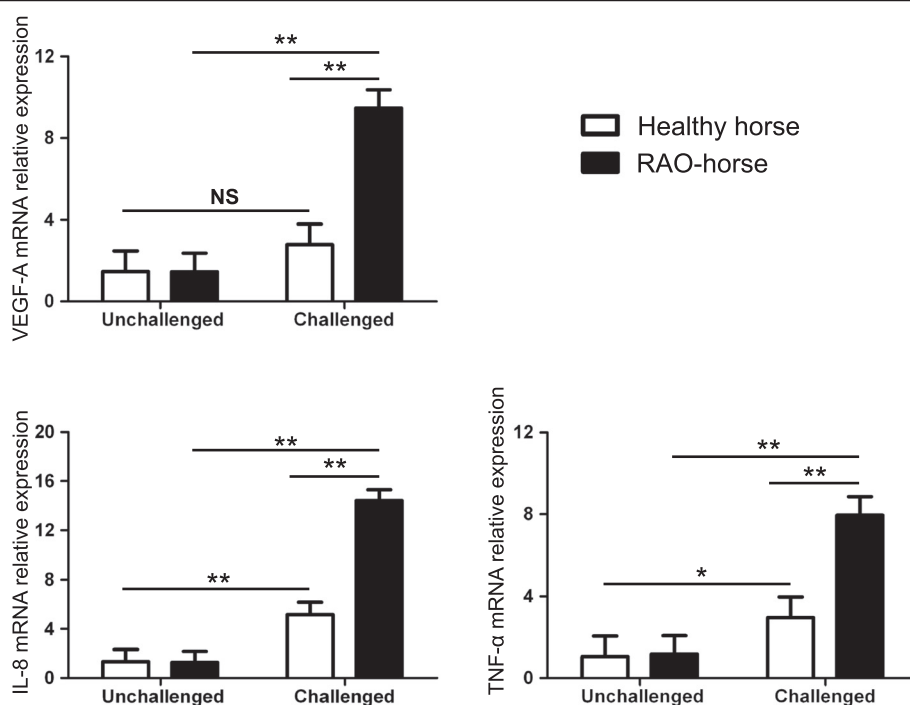 VEGF-A mRNA relative expression
12
8
4
0
**
**
NS
Unchallenged Challenged
Healthy horse
RAO-horse
IL-8 mRNA relative expression
20
16
12
8
4
0
**
**
**
Unchallenged Challenged
TNF-α mRNA relative expression
12
8
4
0
**
**
*
Unchallenged Challenged